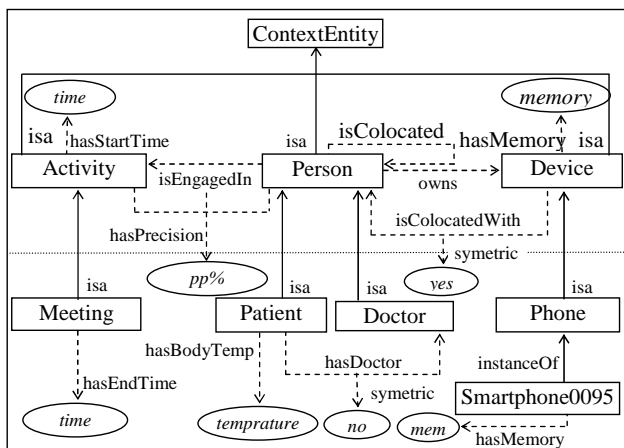 ContextEntity
time
memory
isa
hasStartTime
isa
isColocated
hasMemory
isa
Activity
isEngagedIn
Person
owns
Device
isColocatedWith
hasPrecision
symetric
pp%
yes
isa
isa
isa
isa
Meeting
Patient
Doctor
Phone
hasBodyTemp
hasDoctor
instanceOf
hasEndTime
symetric
Smartphone0095
time
temprature
no
mem
hasMemory